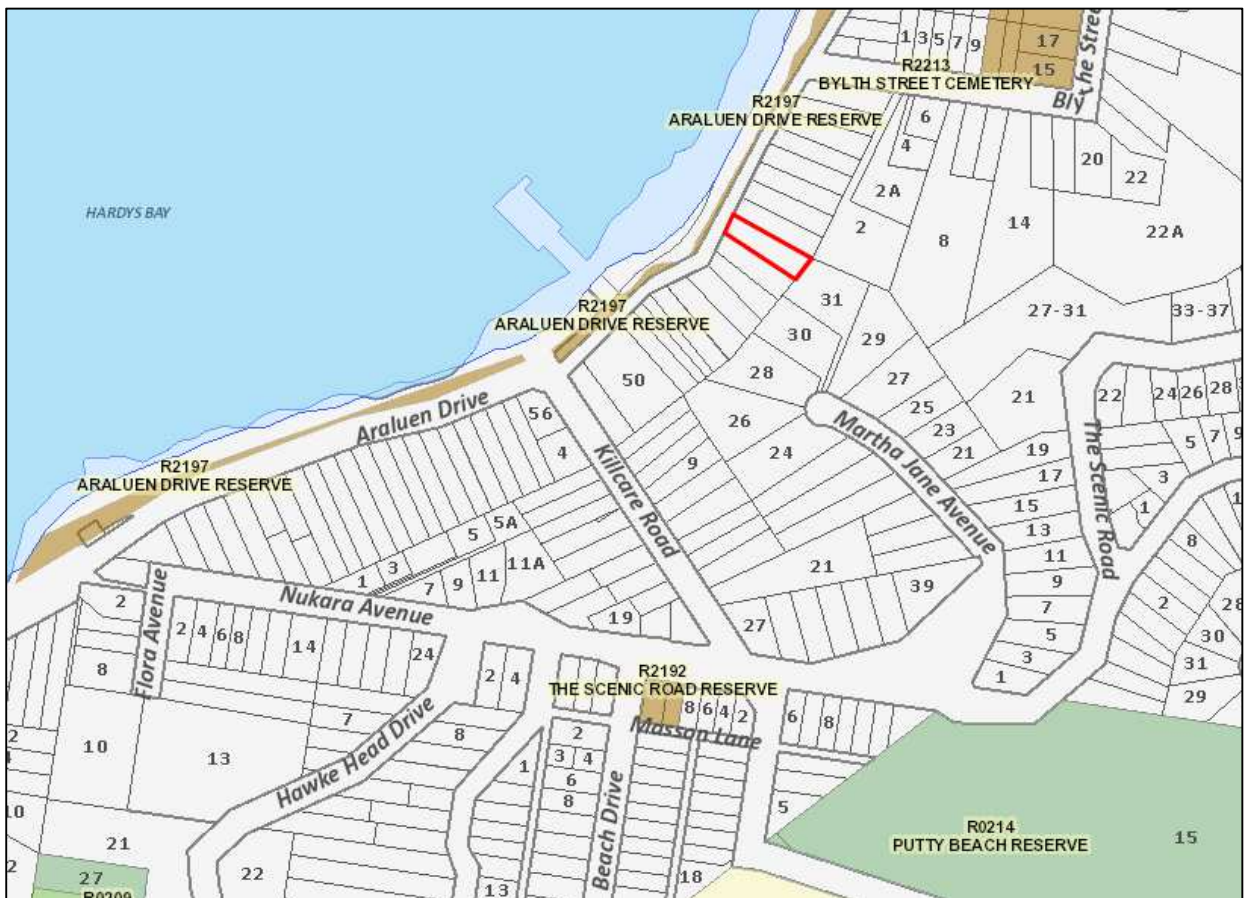 1 3 5 7 9
17
15
Blythe Street
R2213
BYLTH STREET CEMETERY
R2197
ARALUEN DRIVE RESERVE
6
4
20
22
2A
HARDYS BAY
2
8
14
22A
31
R2197
ARALUEN DRIVE RESERVE
30
29
27-31
33-37
28
27
50
25
21
22
24 26 28
56
26
23
5 7 9
Araluen Drive
Killcare Road
Martha Jane Avenue
The Scenic Road
4
9
24
21
19
17
3
1
R2197
ARALUEN DRIVE RESERVE
15
5A
5
13
8
11A
11
9
7
3
1
21
11
9
39
2
Nukara Avenue
Flora Avenue
2
2 4 6 8
14
24
19
27
7
5
3
1
28
30
31
29
8
2 4
R2192
THE SCENIC ROAD RESERVE
8 6 4 2
6
8
Masson Lane
7
8
2
10
13
Hawke Head Drive
1
3 4
6
8
Beach Drive
5
R0214
PUTTY BEACH RESERVE
15
2
10
21
2
27
22
13
18
R0209